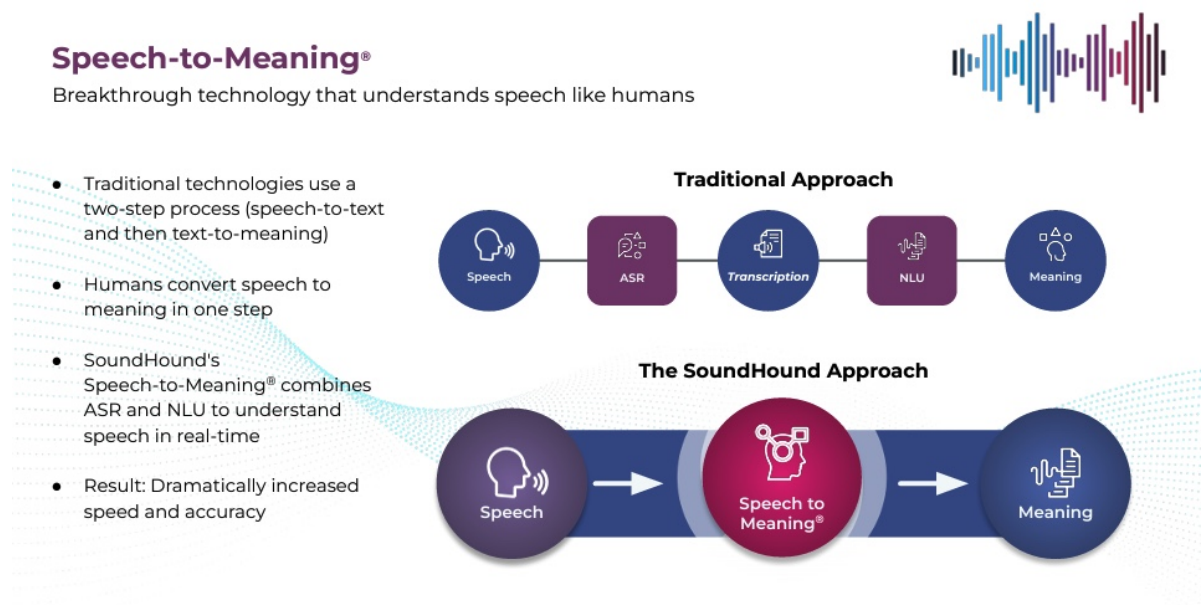 Speech-to-Meaning®
Breakthrough technology that understands speech like humans
● Traditional technologies use a
two-step process (speech-to-text
and then text-to-meaning)
● Humans convert speech to
meaning in one step
● SoundHound's
Speech-to-Meaning® combines
ASR and NLU to understand
speech in real-time
● Result: Dramatically increased
speed and accuracy
Traditional Approach
Speech
ASR
Transcription
NLU
Meaning
The SoundHound Approach
Speech
Speech to
Meaning®
Meaning